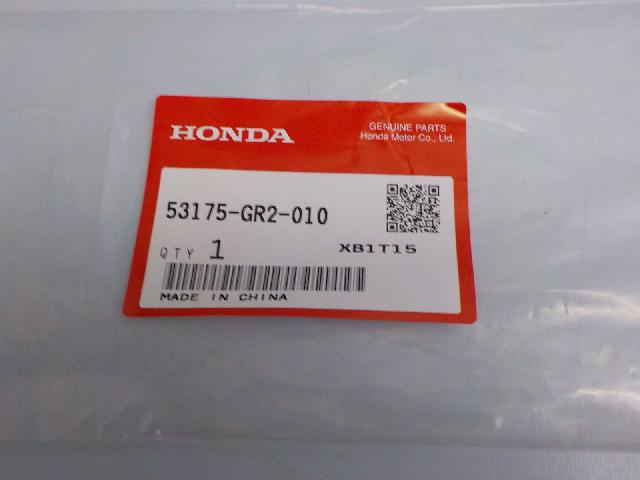 HONDA
GENUINE PARTS
Honda Motor Co., Ltd.
53175-GR2-010
QTY 1
XB1T15
MADE IN CHINA